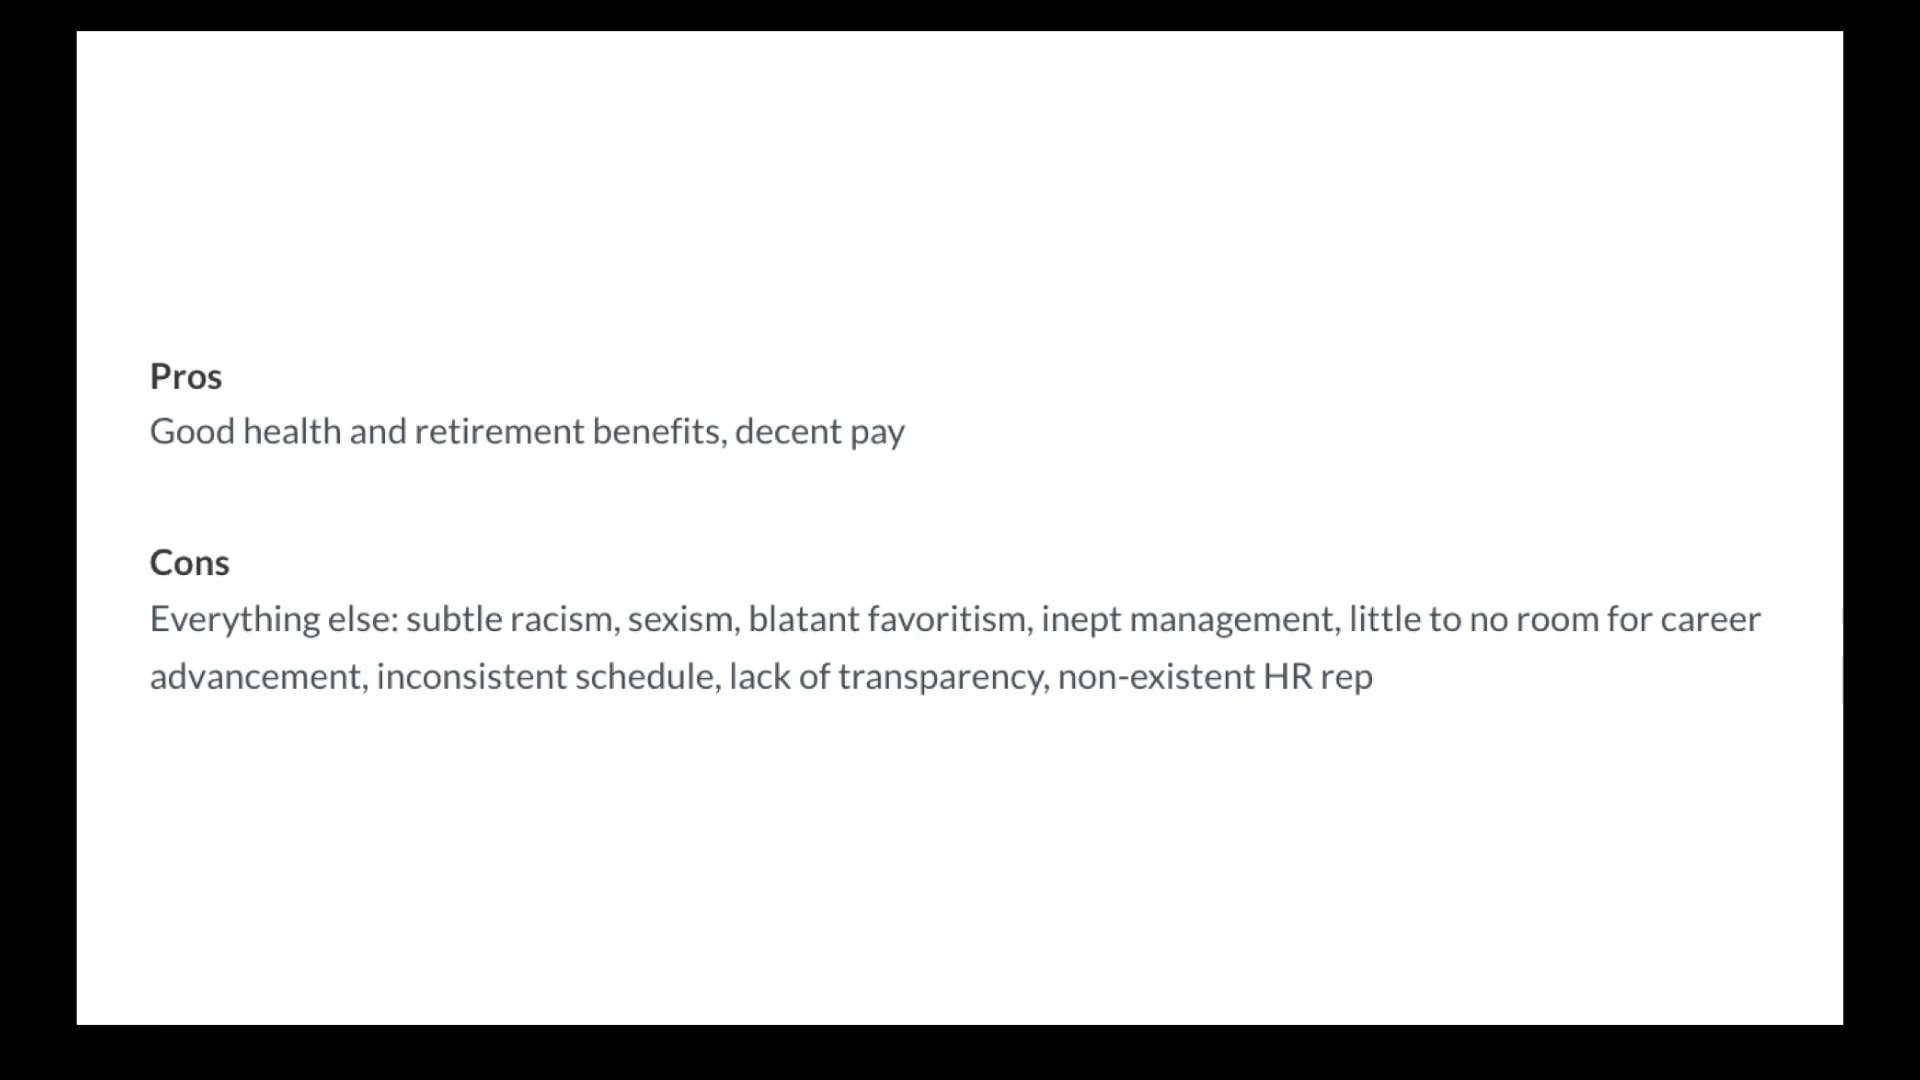 Pros
Good health and retirement benefits, decent pay
Cons
Everything else: subtle racism, sexism, blatant favoritism, inept management, little to no room for career
advancement, inconsistent schedule, lack of transparency, non-existent HR rep